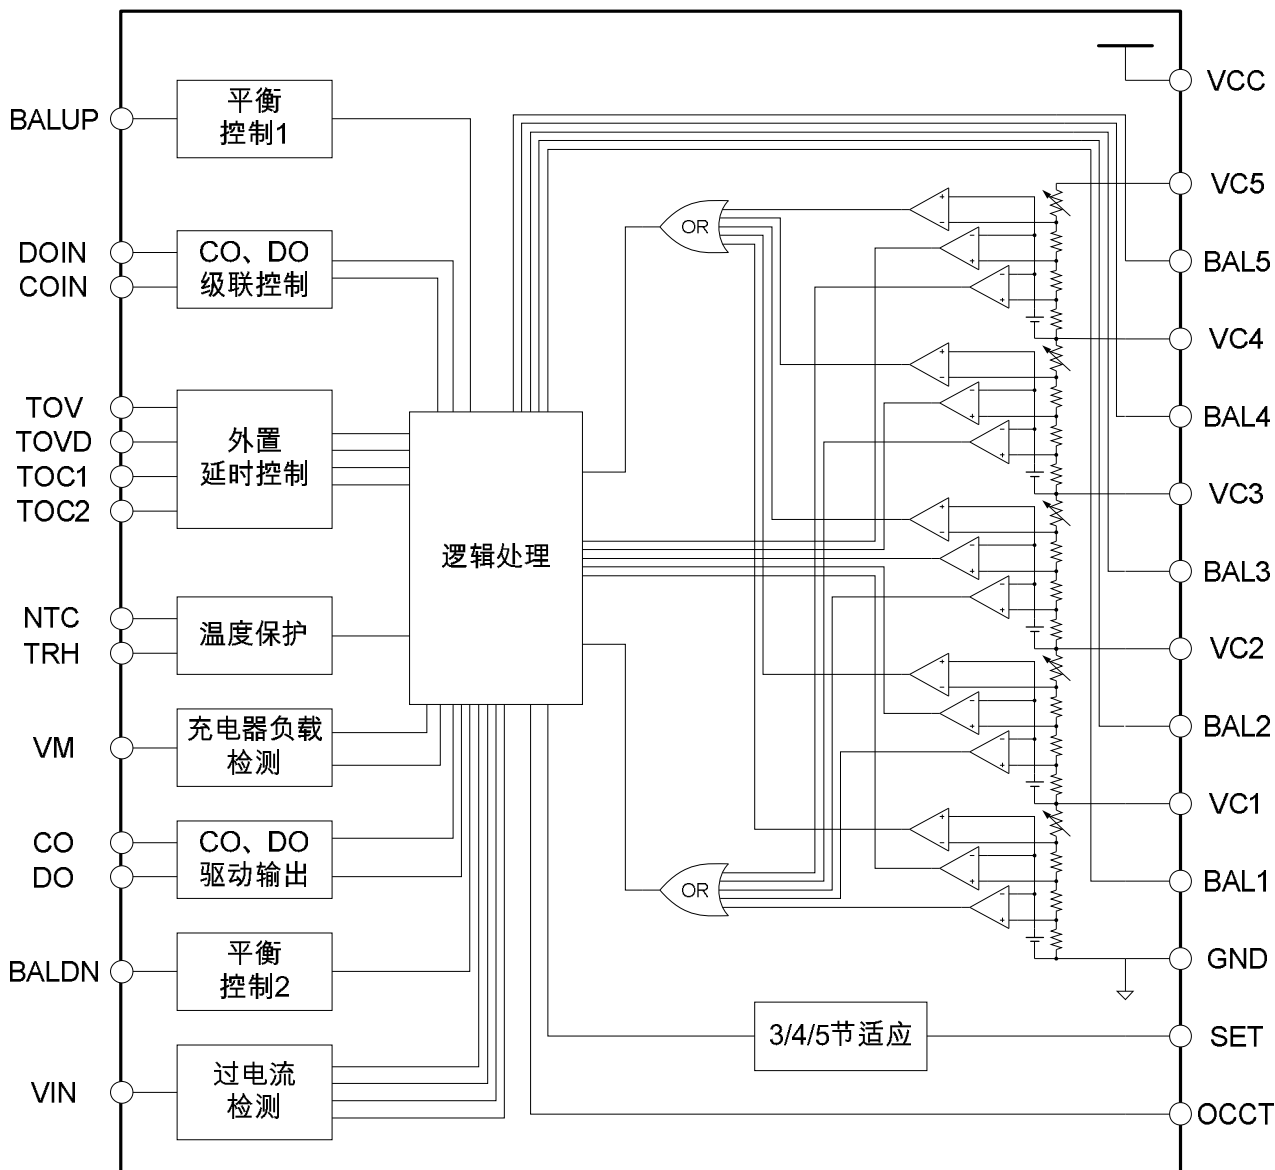 VCC
BALUP
平衡
控制1
VC5
OR
DOIN
COIN
CO、DO
级联控制
BAL5
VC4
TOV
TOVD
TOC1
TOC2
外置
延时控制
BAL4
VC3
逻辑处理
BAL3
NTC
TRH
温度保护
VC2
VM
充电器负载
检测
BAL2
VC1
CO
DO
CO、DO
驱动输出
OR
BAL1
BALDN
平衡
控制2
GND
3/4/5节适应
SET
VIN
过电流
检测
OCCT